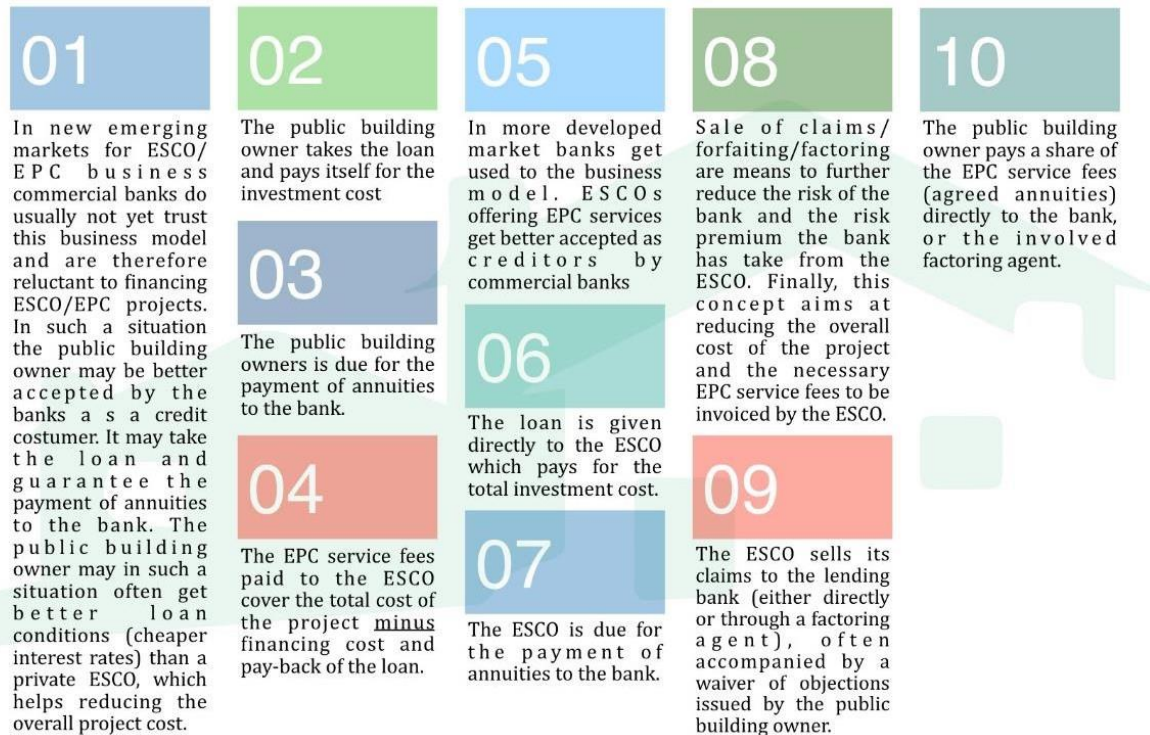 01
In new emerging
markets for ESCO/
EPC business
commercial banks do
usually not yet trust
this business model
and are therefore
reluctant to financing
ESCO/EPC projects.
In such a situation
the public building
owner may be better
accepted by the
banks a s a credit
costumer. It may take
the loan and
guarantee the
payment of annuities
to the bank. The
public building
owner may in such a
situation often get
better loan
conditions (cheaper
interest rates) than a
private ESCO, which
helps reducing the
overall project cost.
02
The public building
owner takes the loan
and pays itself for the
investment cost
03
The public building
owners is due for the
payment of annuities
to the bank.
04
The EPC service fees
paid to the ESCO
cover the total cost of
the project minus
financing cost and
pay-back of the loan.
05
In more developed
market banks get
used to the business
model. ESCOs
offering EPC services
get better accepted as
creditors by
commercial banks
06
The loan is given
directly to the ESCO
which pays for the
total investment cost.
07
The ESCO is due for
the payment of
annuities to the bank.
08
Sale of claims/
forfaiting/factoring
are means to further
reduce the risk of the
bank and the risk
premium the bank
has take from the
ESCO. Finally, this
concept aims at
reducing the overall
cost of the project
and the necessary
EPC service fees to be
invoiced by the ESCO.
09
The ESCO sells its
claims to the lending
bank (either directly
or through a factoring
agent), often
accompanied by a
waiver of objections
issued by the public
building owner.
10
The public building
owner pays a share of
the EPC service fees
(agreed annuities)
directly to the bank,
or the involved
factoring agent.